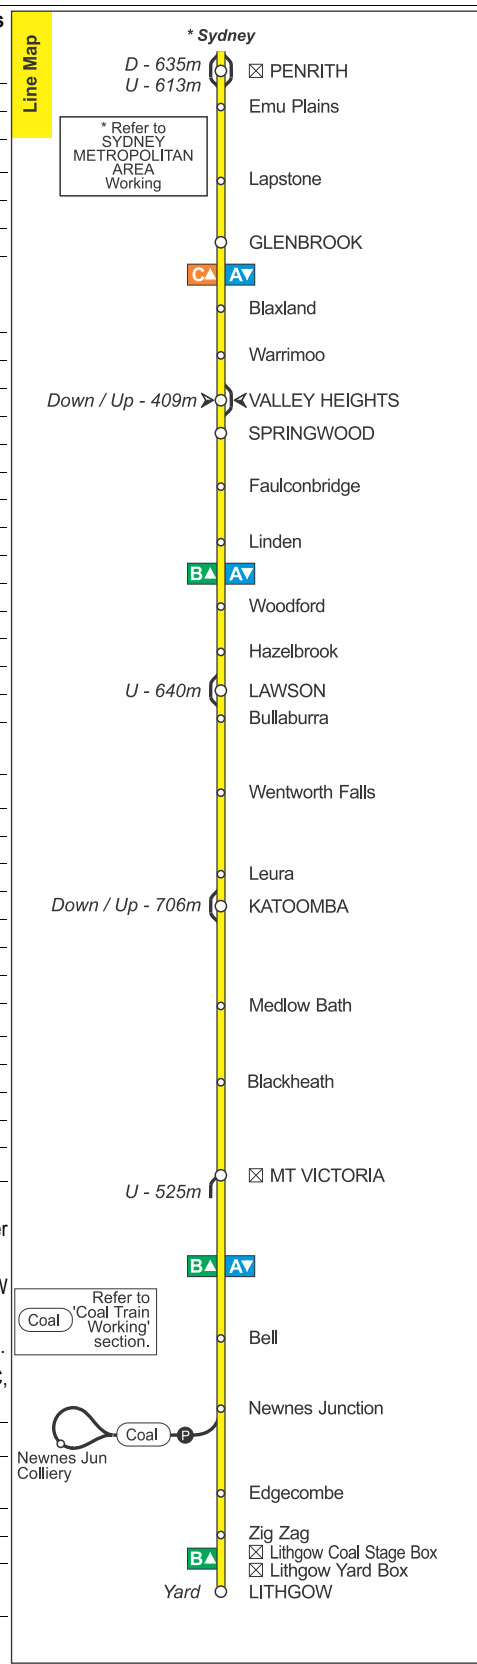 s
Line Map
* Sydney
D - 635m
U - 613m
PENRITH
Emu Plains
* Refer to
SYDNEY
METROPOLITAN
AREA
Working
Lapstone
GLENBROOK
C▲ A▼
Blaxland
Warrimoo
Down / Up - 409m
VALLEY HEIGHTS
SPRINGWOOD
Faulconbridge
Linden
B▲ A▼
Woodford
Hazelbrook
U - 640m
LAWSON
Bullaburra
Wentworth Falls
Leura
Down / Up - 706m
KATOOMBA
Medlow Bath
Blackheath
MT VICTORIA
U - 525m
er
B▲ A▼
W
Coal
Refer to
'Coal Train
Working'
section.
.
Bell
C,
Newnes Junction
Coal
P
Newnes Jun
Colliery
Edgecombe
Zig Zag
B▲
Lithgow Coal Stage Box
Lithgow Yard Box
Yard
LITHGOW